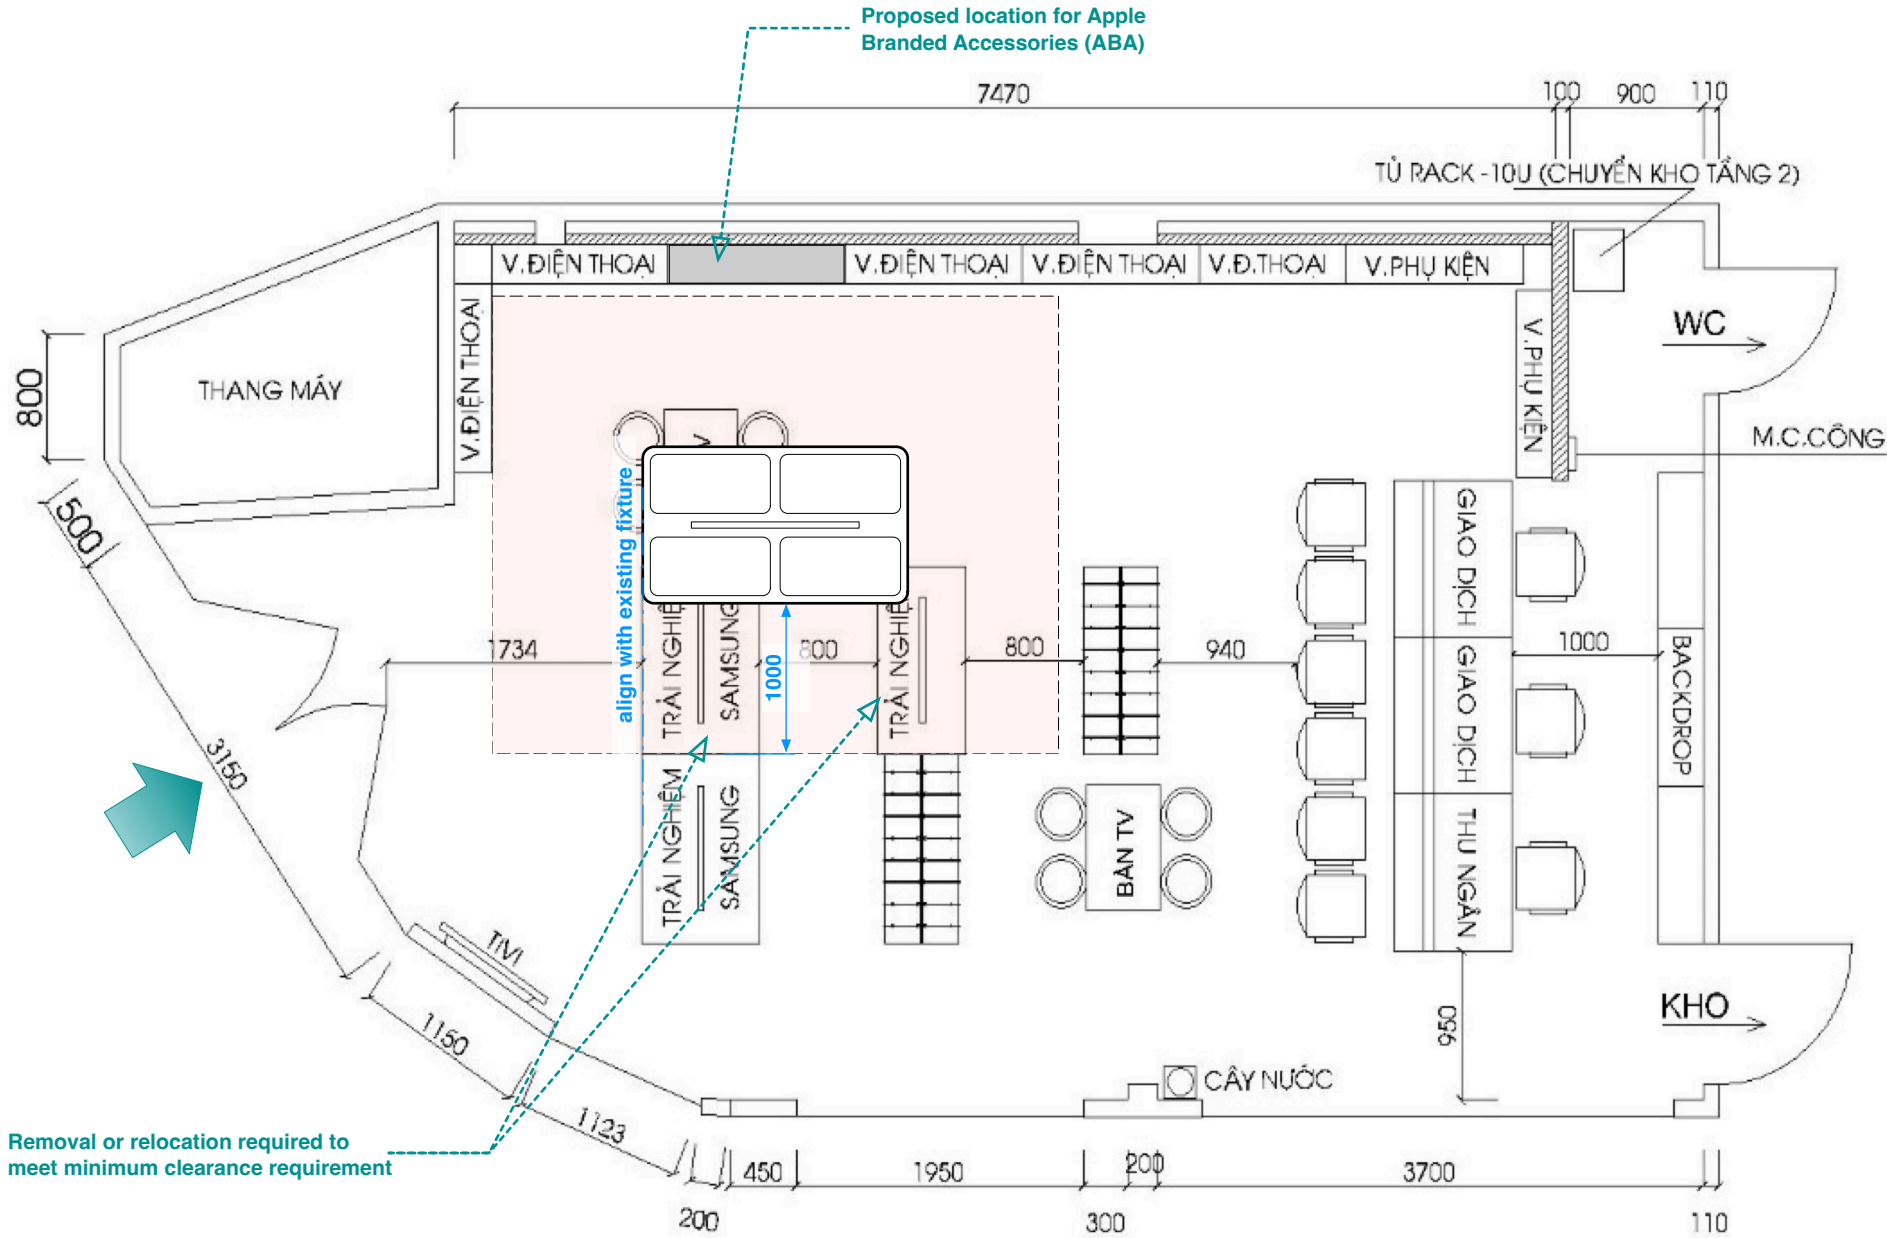 Proposed location for Apple
Branded Accessories (ABA)
7470
100
900
110
TỦ RACK -10U (CHUYỂN KHO TẦNG 2)
V.ĐIỆN THOẠI
V.ĐIỆN THOẠI
V.ĐIỆN THOẠI
V.Đ.THOẠI
V.PHỤ KIỆN
V.ĐIỆN THOẠI
V.PHỤ KIỆN
WC
THANG MÁY
800
M.C.CÔNG
500
align with existing fixture
GIAO DỊCH
1734
TRẢI NGHIỆ
SAMSUNG
800
1000
TRẢI NGHIỆ
800
940
GIAO DỊCH
1000
BACKDROP
3150
TRẢI NGHIỆM
SAMSUNG
BÀN TV
THU NGÂN
TIVI
KHO
1150
650
CÂY NƯỚC
1123
Removal or relocation required to
meet minimum clearance requirement
450
1950
200
3700
200
300
110